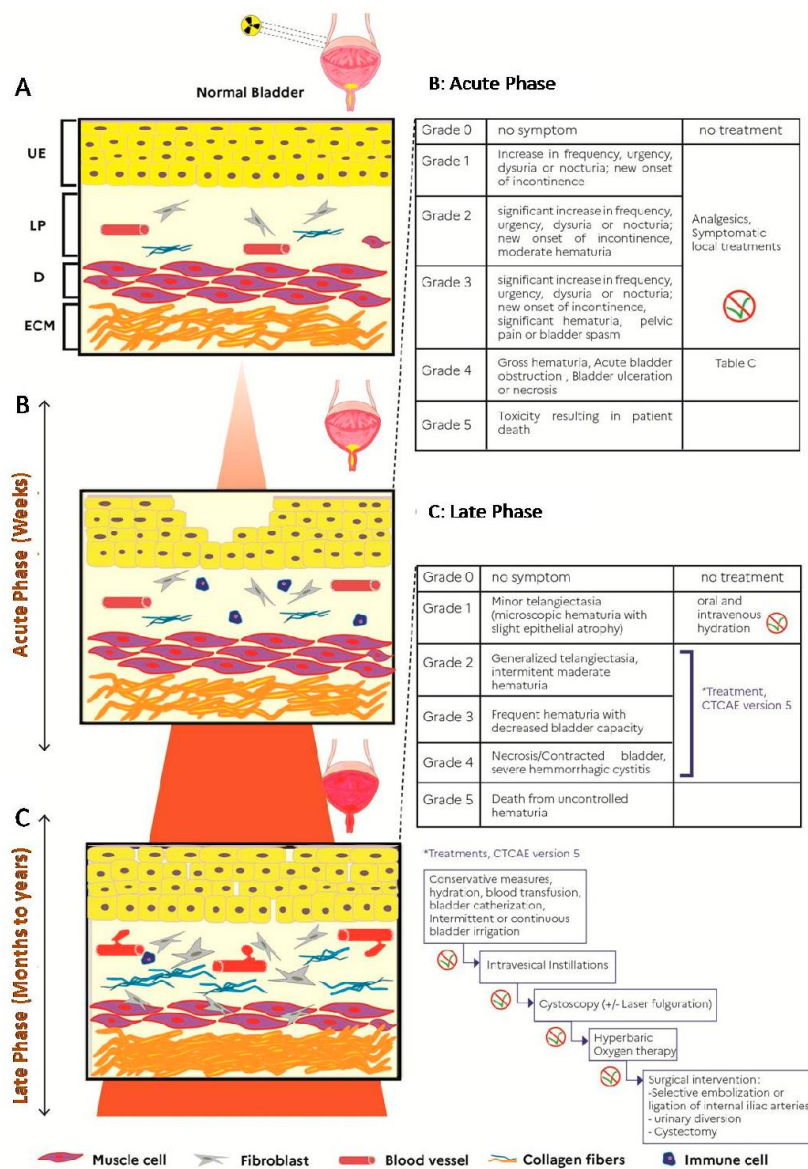 A
Normal Bladder
UE
LP
D
ECM
B
Acute Phase (Weeks)
C
Late Phase (Months to years)
B: Acute Phase
Grade 0
no symptom
no treatment
Grade 1
Increase in frequency, urgency,
dysuria or nocturia; new onset
of incontinence
Grade 2
significant increase in frequency,
urgency, dysuria or nocturia;
new onset of incontinence,
moderate hematuria
Analgesics,
Symptomatic
local treatments
Grade 3
significant increase in frequency,
urgency, dysuria or nocturia;
new onset of incontinence,
significant hematuria, pelvic
pain or bladder spasm
Grade 4
Gross hematuria, Acute bladder
obstruction , Bladder ulceration
or necrosis
Table C
Grade 5
Toxicity resulting in patient
death
C: Late Phase
Grade 0
no symptom
no treatment
Grade 1
Minor telangiectasia
(microscopic hematuria with
slight epithelial atrophy)
oral and
intravenous
hydration
Grade 2
Generalized telangiectasia,
intermitent maderate
hematuria
*Treatment,
CTCAE version 5
Grade 3
Frequent hematuria with
decreased bladder capacity
Grade 4
Necrosis/Contracted bladder,
severe hemmorrhagic cystitis
Grade 5
Death from uncontrolled
hematuria
*Treatments, CTCAE version 5
Conservative measures,
hydration, blood transfusion,
bladder catherization,
Intermittent or continuous
bladder irrigation
Intravesical Instillations
Cystoscopy (+/- Laser fulguration)
Hyperbaric
Oxygen therapy
Surgical intervention:
-Selective embolization or
ligation of internal iliac arteries
- urinary diversion
- Cystectomy
Muscle cell
Fibroblast
Blood vessel
Collagen fibers
Immune cell